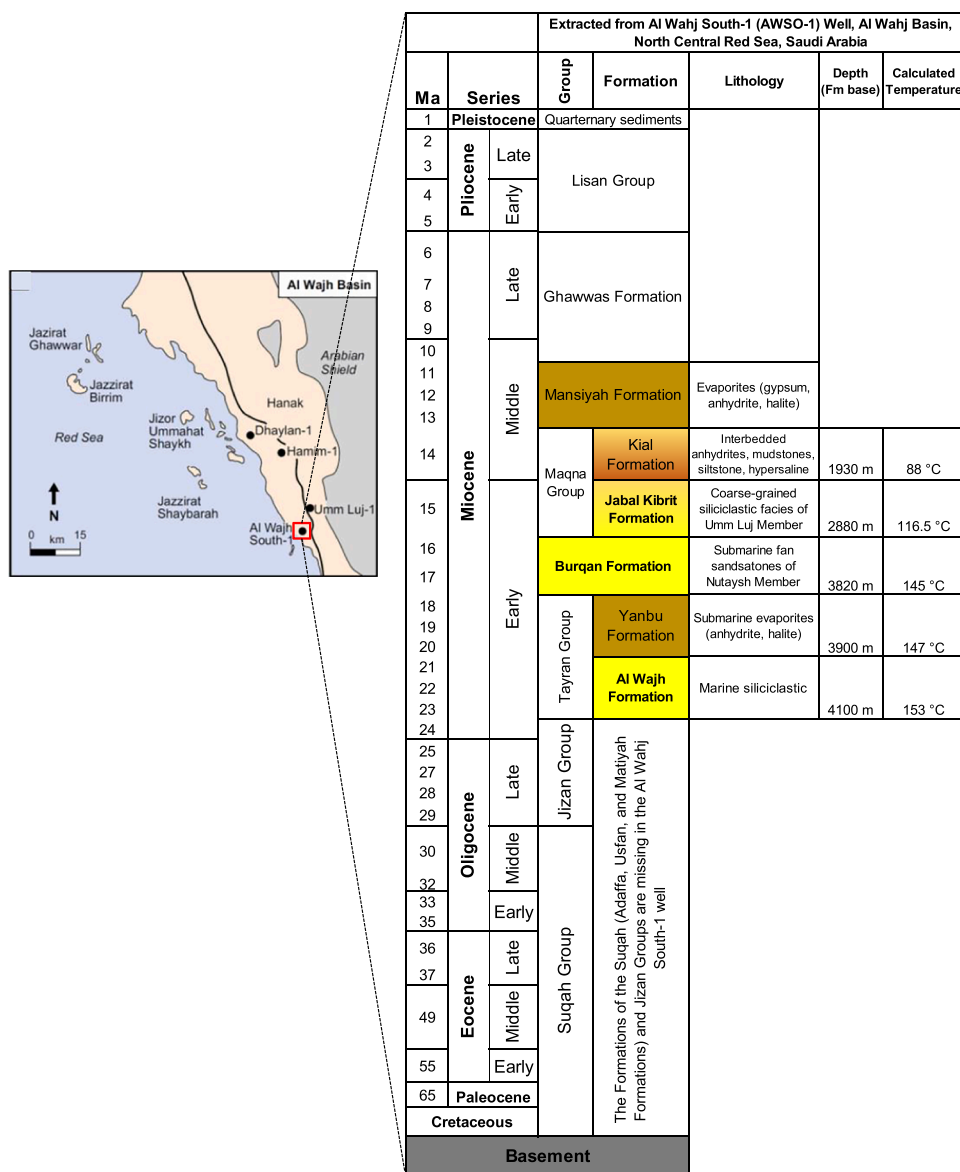 Extracted from Al Wahj South-1 (AWSO-1) Well, Al Wahj Basin,
North Central Red Sea, Saudi Arabia
Ma
Series
Group
Formation
Lithology
Depth
(Fm base)
Calculated
Temperature
1
Pleistocene
Quarternary sediments
2
3
Pliocene
Late
Lisan Group
4
5
Early
6
7
8
9
Miocene
Late
Ghawwas Formation
10
11
12
13
14
Middle
Mansiyah Formation
Evaporites (gypsum,
anhydrite, halite)
Maqna
Group
Kial
Formation
Interbedded
anhydrites, mudstones,
siltstone, hypersaline
1930 m
88 °C
15
16
17
18
19
20
21
22
23
24
Early
Jabal Kibrit
Formation
Coarse-grained
siliciclastic facies of
Umm Luj Member
2880 m
116.5 °C
Burqan Formation
Submarine fan
sandsatones of
Nutaysh Member
3820 m
145 °C
Tayran Group
Yanbu
Formation
Submarine evaporites
(anhydrite, halite)
3900 m
147 °C
Al Wajh
Formation
Marine siliciclastic
4100 m
153 °C
25
27
28
29
Oligocene
Late
Jizan Group
30
32
Middle
33
35
Early
Suqah Group
The Formations of the Suqah (Adaffa, Usfan, and Matiyah
Formations) and Jizan Groups are missing in the Al Wahj
South-1 well
36
37
Eocene
Late
49
Middle
55
Early
65
Paleocene
Cretaceous
Basement
Al Wajh Basin
Jazirat
Ghawwar
Jazzirat
Birrim
Arabian
Shield
Hanak
Jizor
Ummahat
Shaykh
Dhaylan-1
Red Sea
Hamim-1
Jazzirat
Shaybarah
Umm Luj-1
Al Wajh
South-1
N
0 km 15